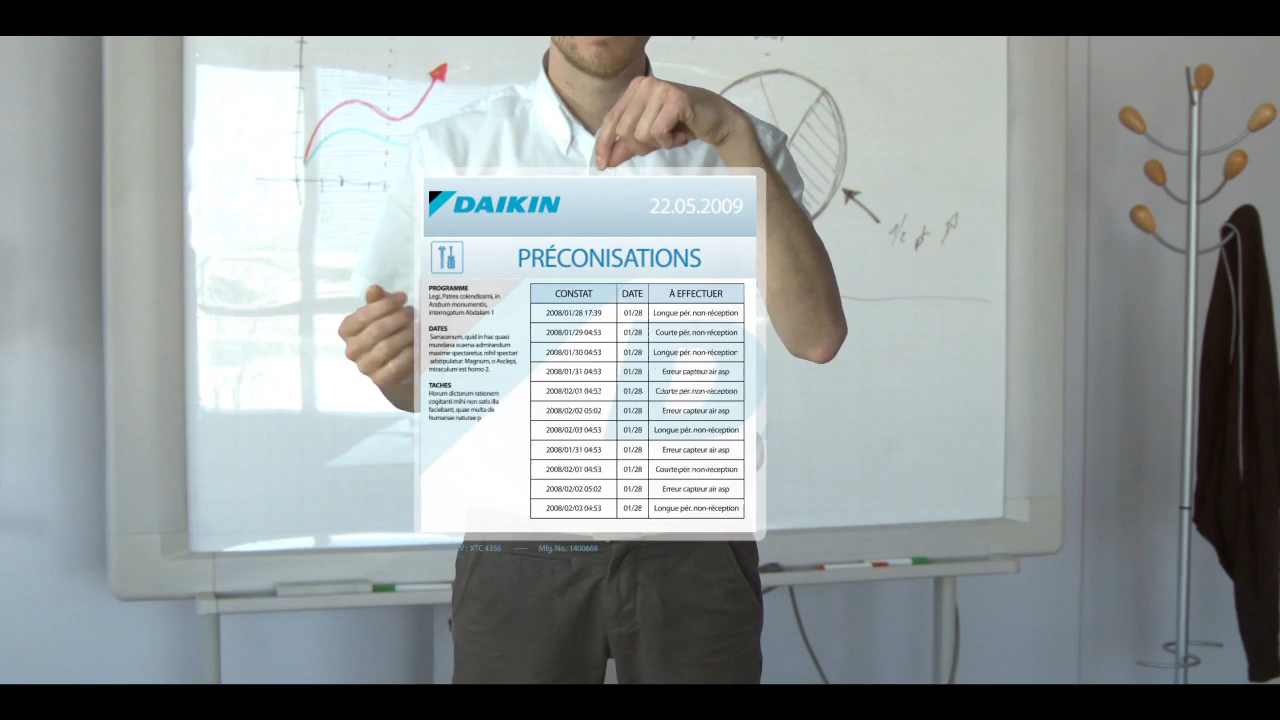 DAIKIN
22.05.2009
PRÉCONISATIONS
PROGRAMME
Legi, Patres colendissimi, in
Arabum monumentis,
interrogatum Abdalam 1
DATES
Sarracenum, quid in hac quasi
mundana scaena admirandum
maxime spectaretur, nihil spectari
adstipulatur: Magnum, o Asclepi,
miraculum est homo 2.
TACHES
Horum dictorum rationem
cogitanti mihi non satis illa
faciebant, quae multa de
humanae naturae p
CONSTAT DATE À EFFECTUER
2008/01/28 17:39 01/28 Longue pér. non-réception
2008/01/29 04:53 01/28 Courte pér. non-réception
2008/01/30 04:53 01/28 Longue pér. non-réception
2008/01/31 04:53 01/28 Erreur capteur air asp
2008/02/01 04:53 01/28 Courte pér. non-réception
2008/02/02 05:02 01/28 Erreur capteur air asp
2008/02/03 04:53 01/28 Longue pér. non-réception
2008/01/31 04:53 01/28 Erreur capteur air asp
2008/02/01 04:53 01/28 Courte pér. non-réception
2008/02/02 05:02 01/28 Erreur capteur air asp
2008/02/03 04:53 01/28 Longue pér. non-réception
: XTC 4356 — Mfg. No.: 1400669
1/2